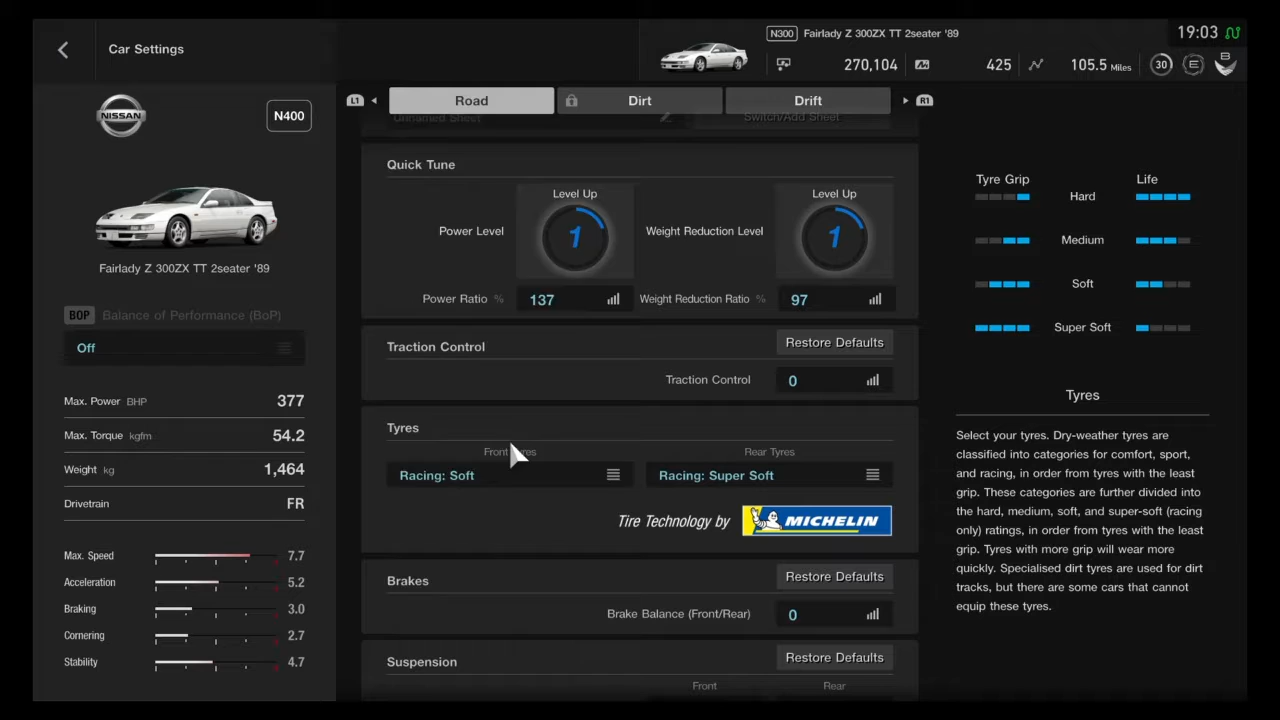 Car Settings
N300 Fairlady Z 300ZX TT 2seater '89
19:03
270,104
425
105.5 Miles
30
E
B
NISSAN
N400
Fairlady Z 300ZX TT 2seater '89
BOP Balance of Performance (BoP)
Off
Max. Power BHP 377
Max. Torque kgfm 54.2
Weight kg 1,464
Drivetrain FR
Max. Speed 7.7
Acceleration 5.2
Braking 3.0
Cornering 2.7
Stability 4.7
L1 Road Dirt Drift R1
Unnamed Sheet Switch/Add Sheet
Quick Tune
Level Up Level Up
Power Level 1 Weight Reduction Level 1
Power Ratio % 137 Weight Reduction Ratio % 97
Traction Control Restore Defaults
Traction Control 0
Tyres
Front Tyres Rear Tyres
Racing: Soft Racing: Super Soft
Tire Technology by MICHELIN
Brakes Restore Defaults
Brake Balance (Front/Rear) 0
Suspension Restore Defaults
Front Rear
Tyre Grip Life
Hard
Medium
Soft
Super Soft
Tyres
Select your tyres. Dry-weather tyres are
classified into categories for comfort, sport,
and racing, in order from tyres with the least
grip. These categories are further divided into
the hard, medium, soft, and super-soft (racing
only) ratings, in order from tyres with the least
grip. Tyres with more grip will wear more
quickly. Specialised dirt tyres are used for dirt
tracks, but there are some cars that cannot
equip these tyres.